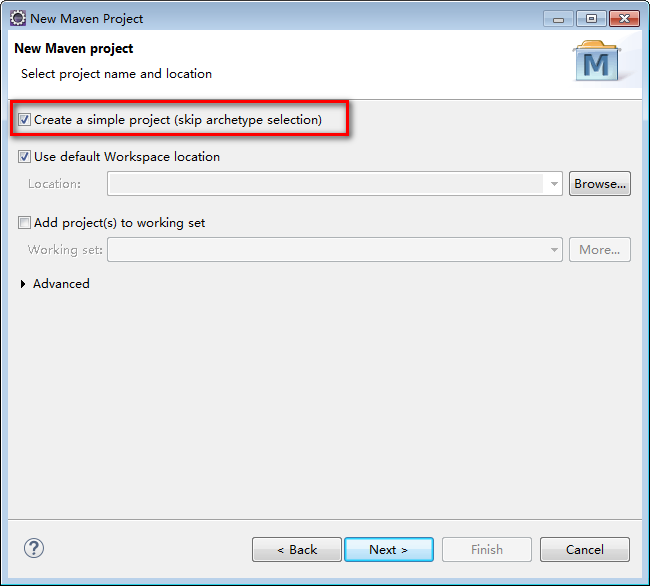 New Maven Project
New Maven project
Select project name and location
M
Create a simple project (skip archetype selection)
Use default Workspace location
Location:
Browse...
Add project(s) to working set
Working set:
More...
Advanced
?
< Back
Next >
Finish
Cancel